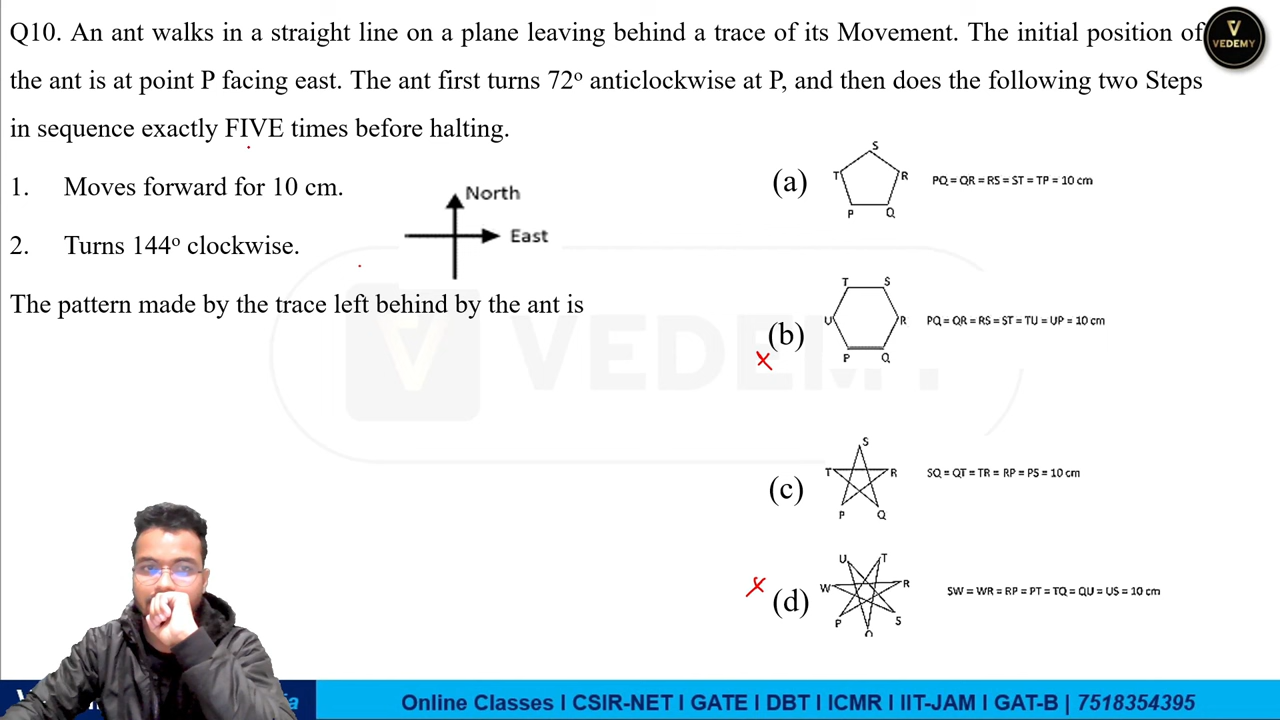 Q10. An ant walks in a straight line on a plane leaving behind a trace of its Movement. The initial position of
the ant is at point P facing east. The ant first turns 72º anticlockwise at P, and then does the following two Steps
in sequence exactly FIVE times before halting.
1. Moves forward for 10 cm.
2. Turns 144º clockwise.
North
East
The pattern made by the trace left behind by the ant is
(a)
S
T R
P Q
PQ = QR = RS = ST = TP = 10 cm
(b)
T S
U R
P Q
PQ = QR = RS = ST = TU = UP = 10 cm
(c)
S
T R
P Q
SQ = QT = TR = RP = PS = 10 cm
(d)
U T
W R
P S
Q
SW = WR = RP = PT = TQ = QU = US = 10 cm
V
VEDEMY
VEDEMY
Online Classes I CSIR-NET I GATE I DBT I ICMR I IIT-JAM I GAT-B | 7518354395